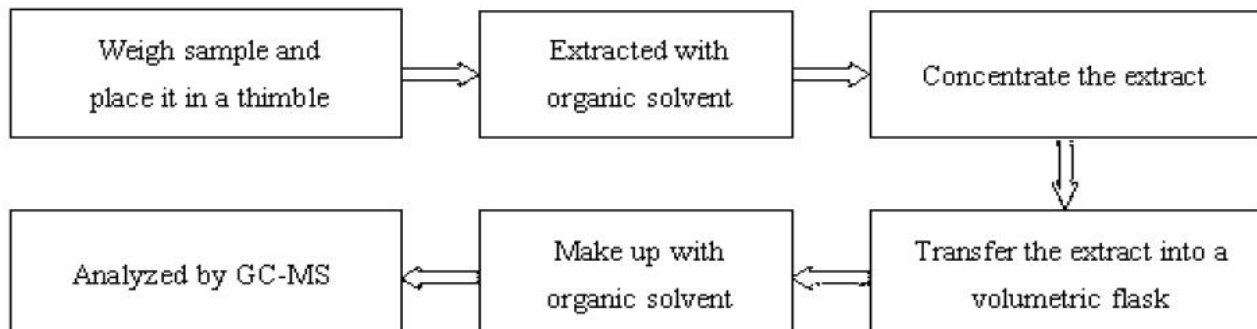 Weigh sample and
place it in a thimble
Extracted with
organic solvent
Concentrate the extract
Transfer the extract into a
volumetric flask
Make up with
organic solvent
Analyzed by GC-MS